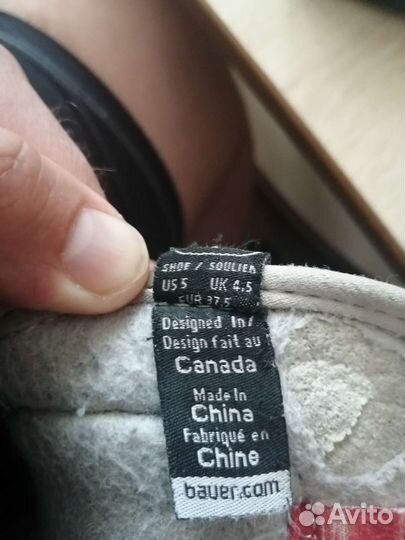 SHOE / SOULIER
US 5 UK 4.5
EUR 37.5
Designed In/
Design fait au
Canada
Made In
China
Fabriqué en
Chine
bauer.com
Avito